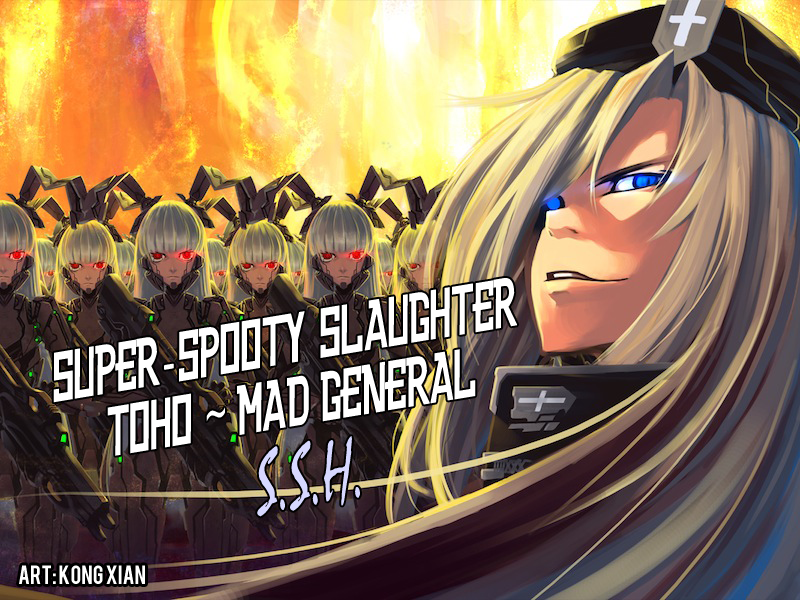 SUPER-SPOOTY SLAUGHTER
TOHO ~ MAD GENERAL
S.S.H.
ART: KONG XIAN